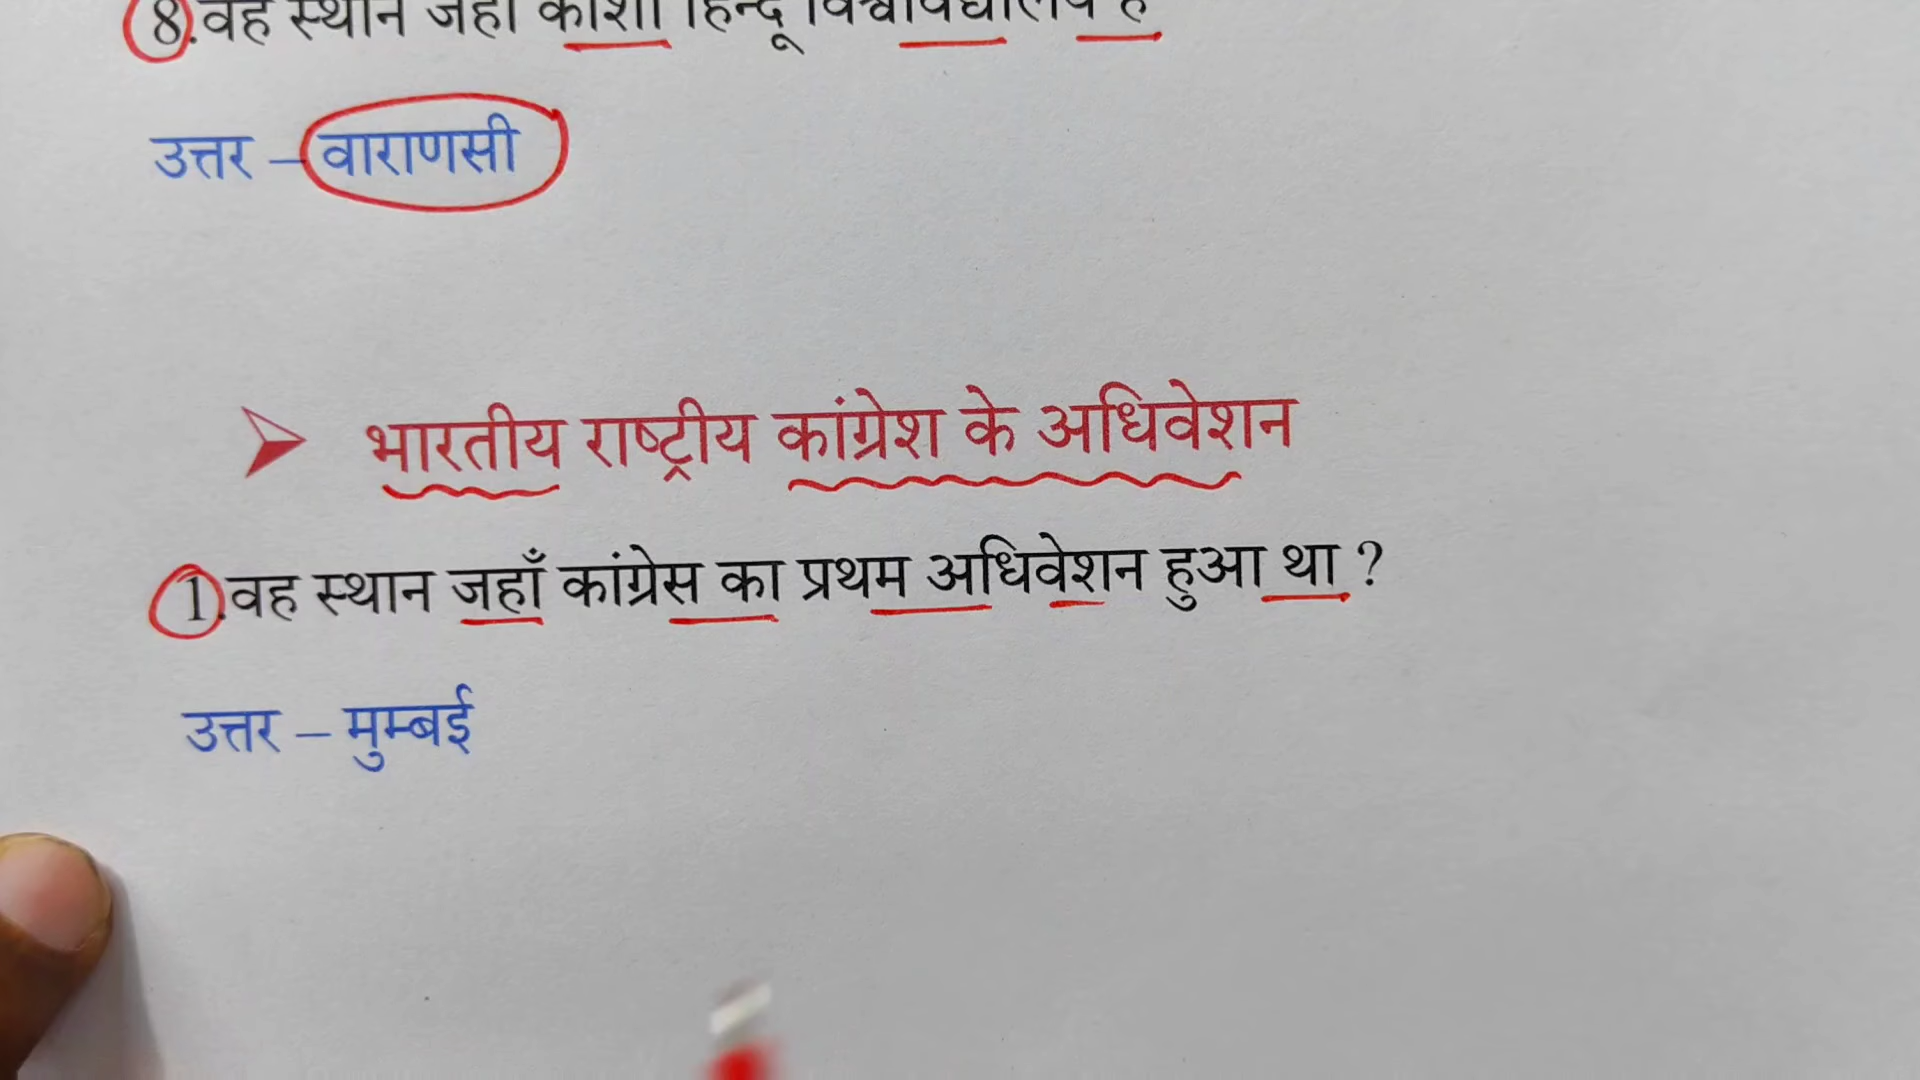 8.वह स्थान जहाँ काशी हिन्दू विश्वविद्यालय है
उत्तर – वाराणसी
➤ भारतीय राष्ट्रीय कांग्रेश के अधिवेशन
1.वह स्थान जहाँ कांग्रेस का प्रथम अधिवेशन हुआ था ?
उत्तर – मुम्बई